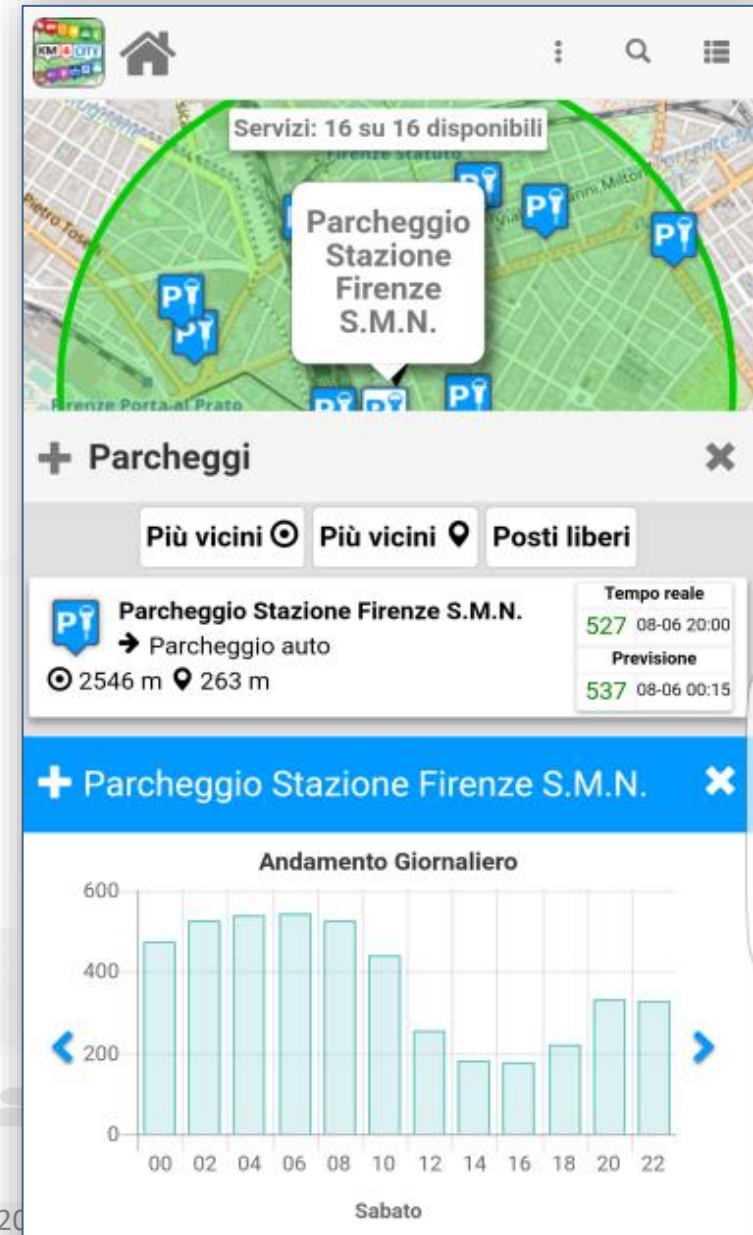 KM 4 CITY
Servizi: 16 su 16 disponibili
Firenze Statuto
Pietro Toselli
Parcheggio
Stazione
Firenze
S.M.N.
Firenze Porta al Prato
Parcheggi
Più vicini
Più vicini
Posti liberi
Parcheggio Stazione Firenze S.M.N.
Parcheggio auto
2546 m 263 m
Tempo reale
527 08-06 20:00
Previsione
537 08-06 00:15
Parcheggio Stazione Firenze S.M.N.
Andamento Giornaliero
600
400
200
0
00 02 04 06 08 10 12 14 16 18 20 22
Sabato
20